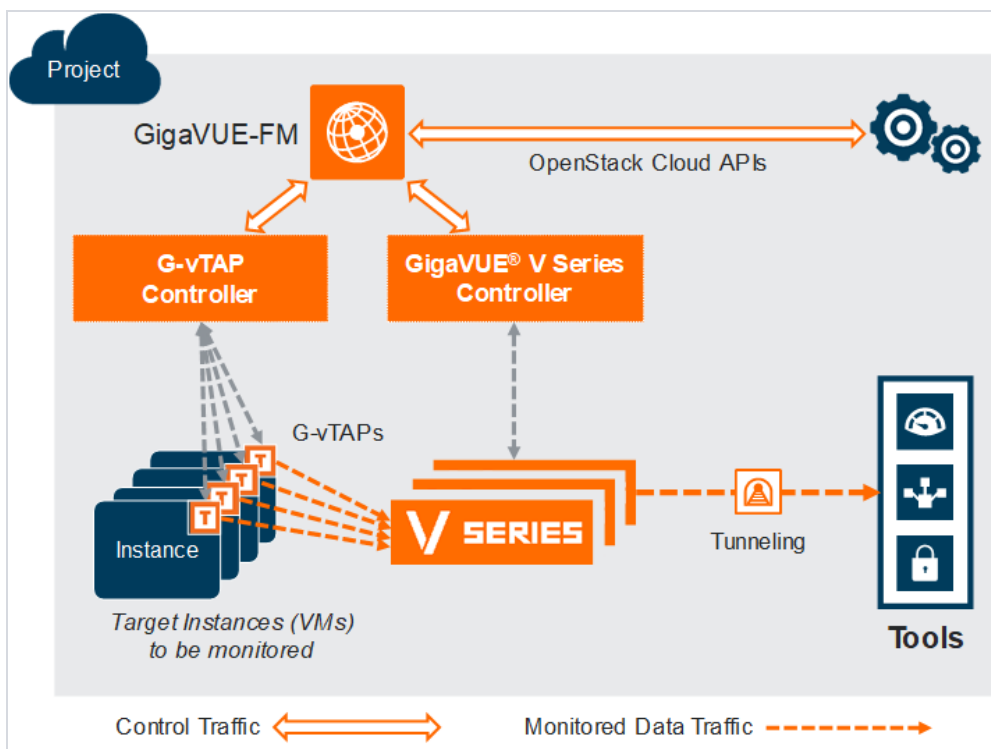 Project
GigaVUE-FM
OpenStack Cloud APIs
G-vTAP
Controller
GigaVUE® V Series
Controller
G-vTAPs
T
T
T
T
Instance
V SERIES
Tunneling
Target Instances (VMs)
to be monitored
Tools
Control Traffic
Monitored Data Traffic